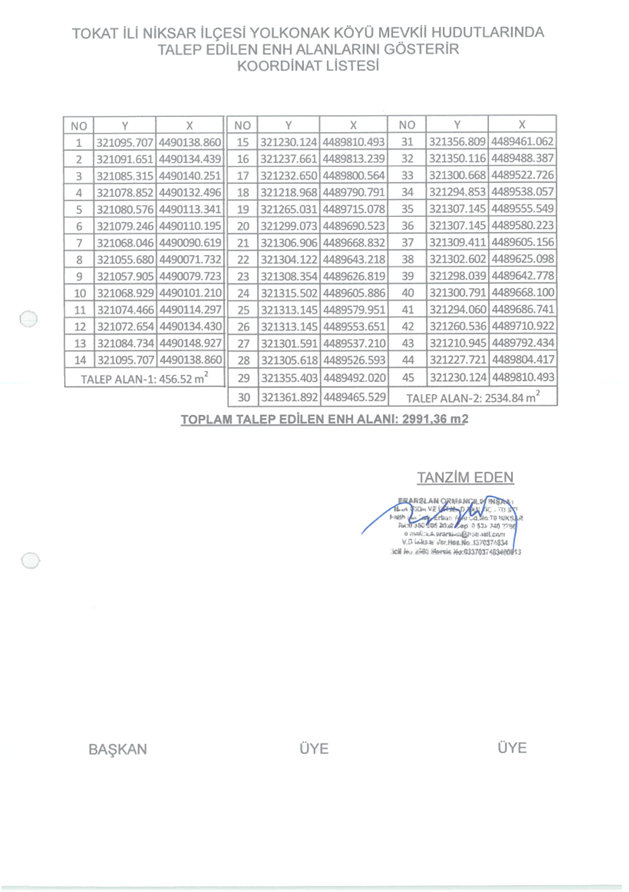 TOKAT İLİ NİKSAR İLÇESİ YOLKONAK KÖYÜ MEVKİİ HUDUTLARINDA
TALEP EDİLEN ENH ALANLARINI GÖSTERİR
KOORDİNAT LİSTESİ
NO Y X NO Y X NO Y X
1 321095.707 4490138.860 15 321230.124 4489810.493 31 321356.809 4489461.062
2 321091.651 4490134.439 16 321237.661 4489813.239 32 321350.116 4489488.387
3 321085.315 4490140.251 17 321232.650 4489800.564 33 321300.668 4489522.726
4 321078.852 4490132.496 18 321218.968 4489790.791 34 321294.853 4489538.057
5 321080.576 4490113.341 19 321265.031 4489715.078 35 321307.145 4489555.549
6 321079.246 4490110.195 20 321299.073 4489690.523 36 321307.145 4489580.223
7 321068.046 4490090.619 21 321306.906 4489668.832 37 321309.411 4489605.156
8 321055.680 4490071.732 22 321304.122 4489643.218 38 321302.602 4489625.098
9 321057.905 4490079.723 23 321308.354 4489626.819 39 321298.039 4489642.778
10 321068.929 4490101.210 24 321315.502 4489605.886 40 321300.791 4489668.100
11 321074.466 4490114.297 25 321313.145 4489579.951 41 321294.060 4489686.741
12 321072.654 4490134.430 26 321313.145 4489553.651 42 321260.536 4489710.922
13 321084.734 4490148.927 27 321301.591 4489537.210 43 321210.945 4489792.434
14 321095.707 4490138.860 28 321305.618 4489526.593 44 321227.721 4489804.417
TALEP ALAN-1: 456.52 m² 29 321355.403 4489492.020 45 321230.124 4489810.493
30 321361.892 4489465.529 TALEP ALAN-2: 2534.84 m²
TOPLAM TALEP EDİLEN ENH ALANI: 2991,36 m2
TANZİM EDEN
ERARSLAN
BAŞKAN ÜYE ÜYE